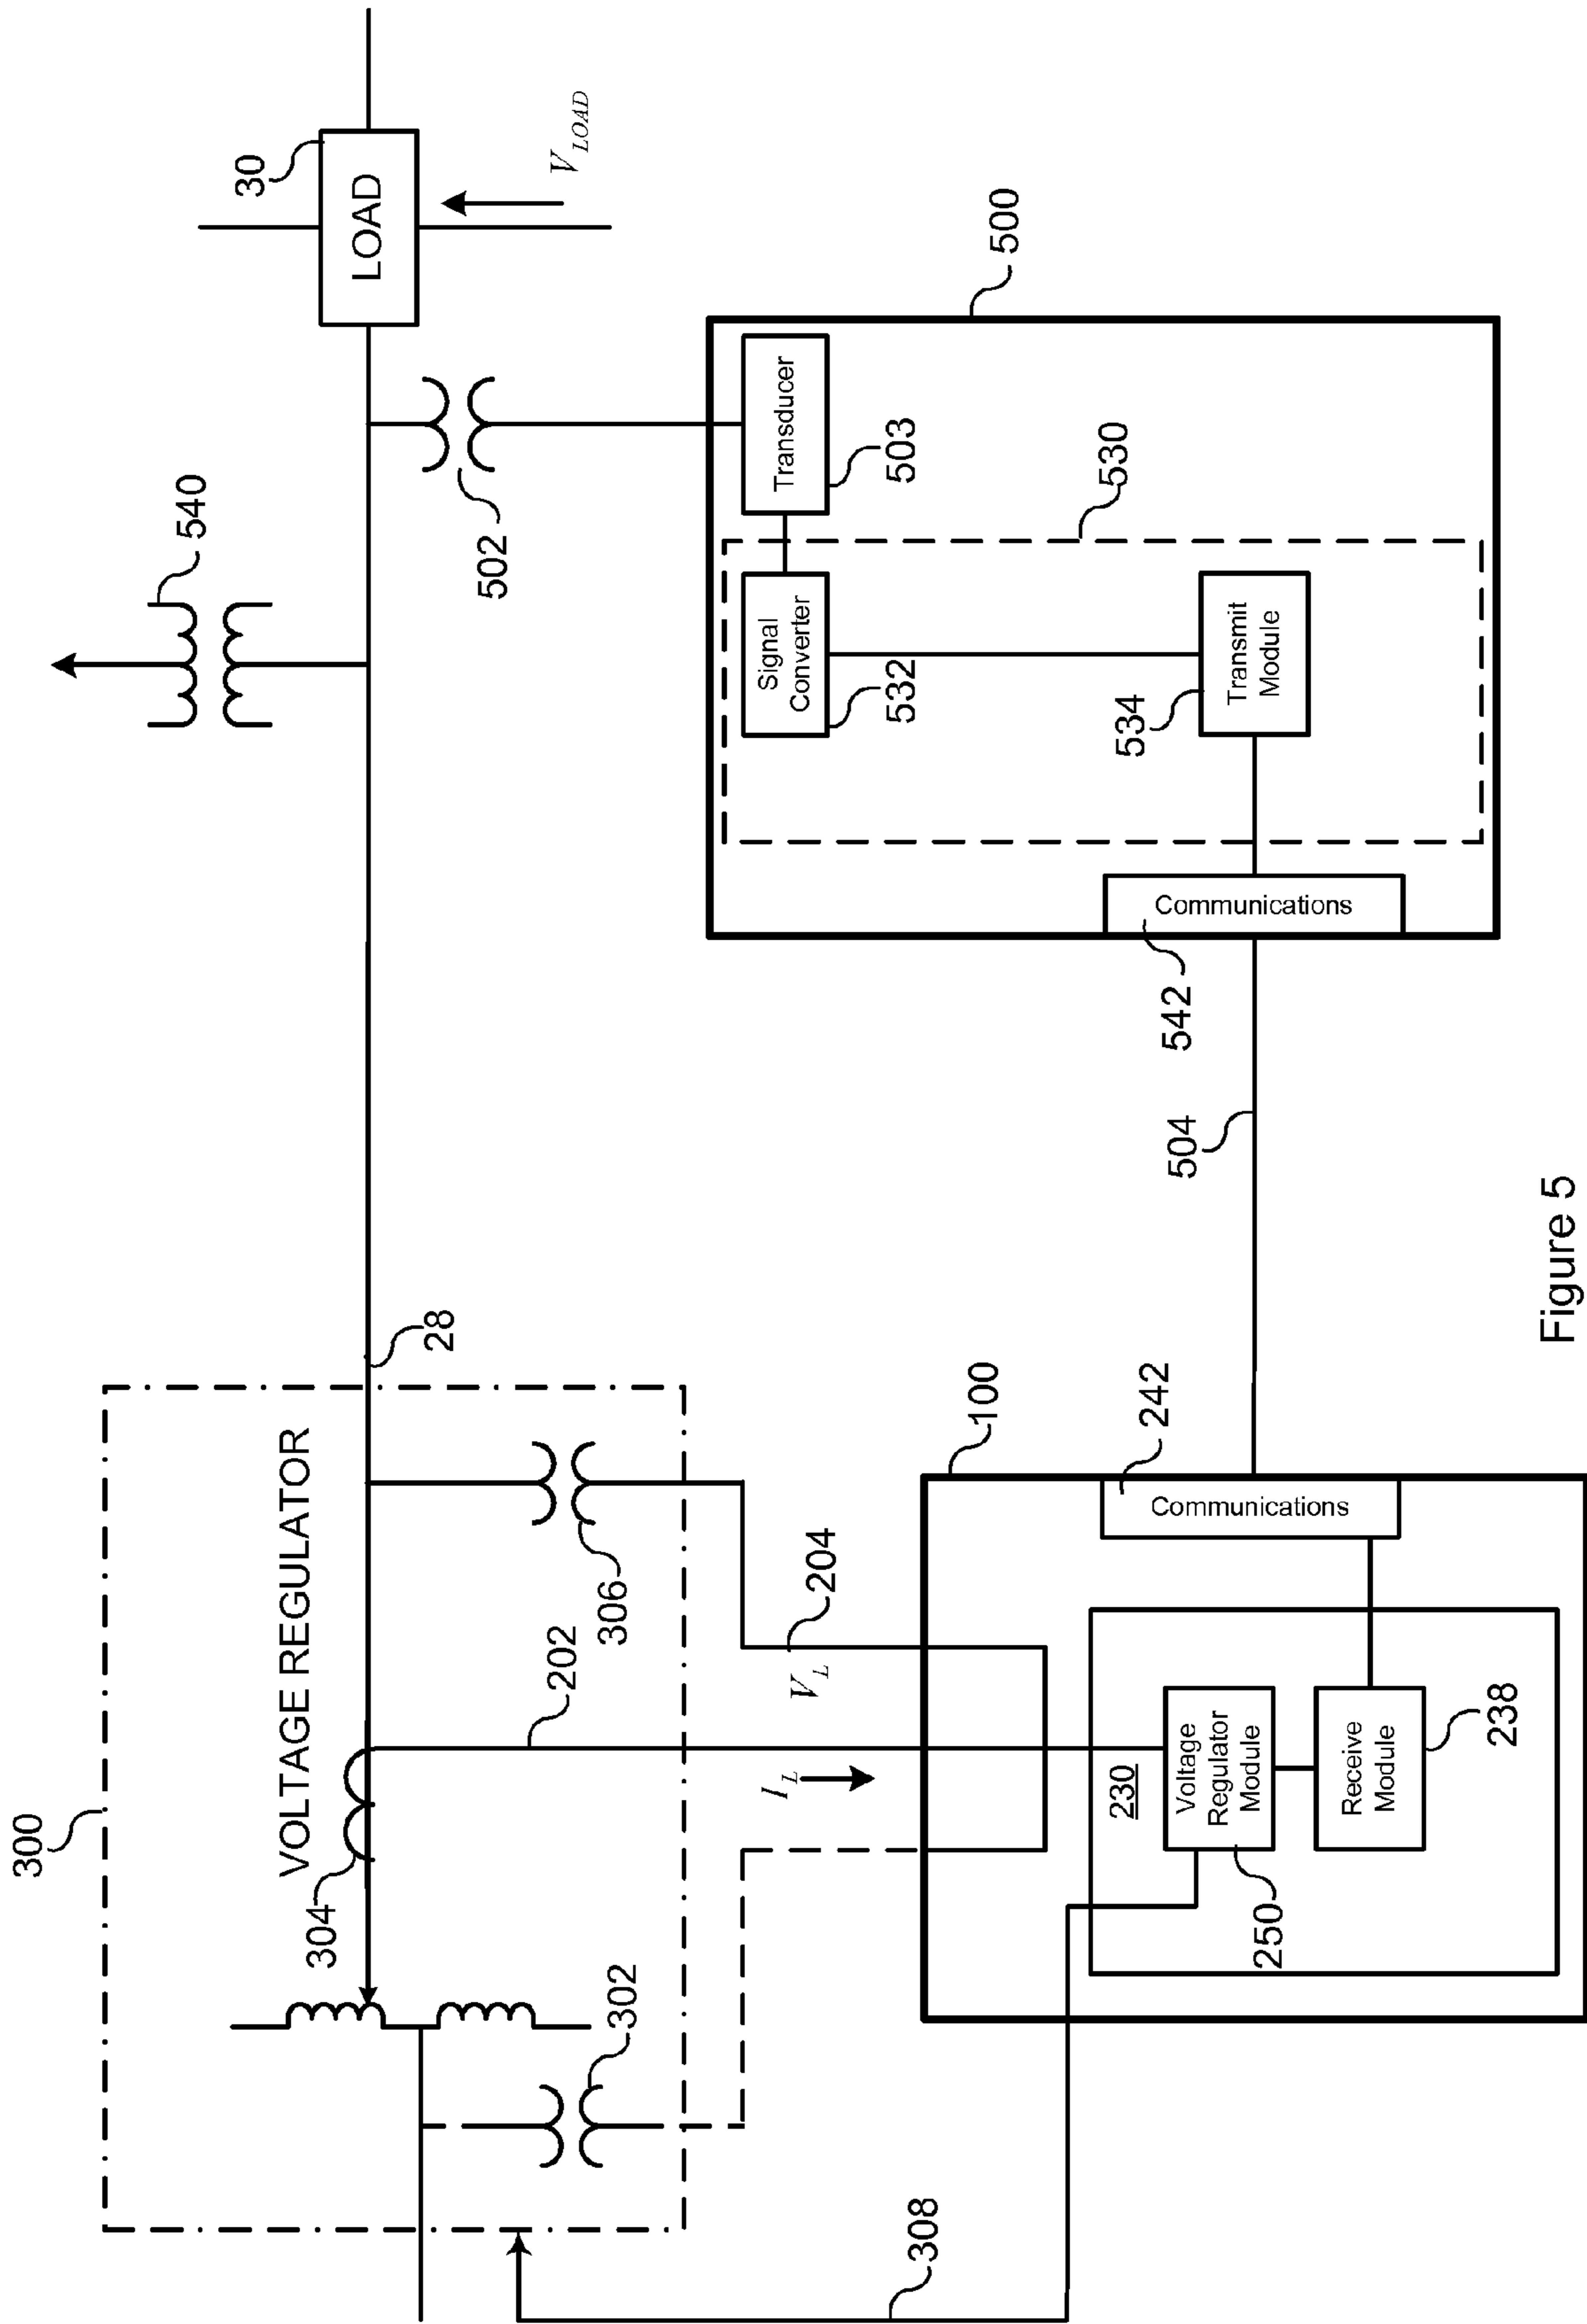 300
VOLTAGE REGULATOR
304
302
306
28
540
30
LOAD
V_LOAD
502
202
204
V_L
I_L
308
100
242
Communications
230
Voltage
Regulator
Module
250
Receive
Module
238
504
500
Transducer
503
530
Signal
Converter
532
Transmit
Module
534
Communications
542
Figure 5